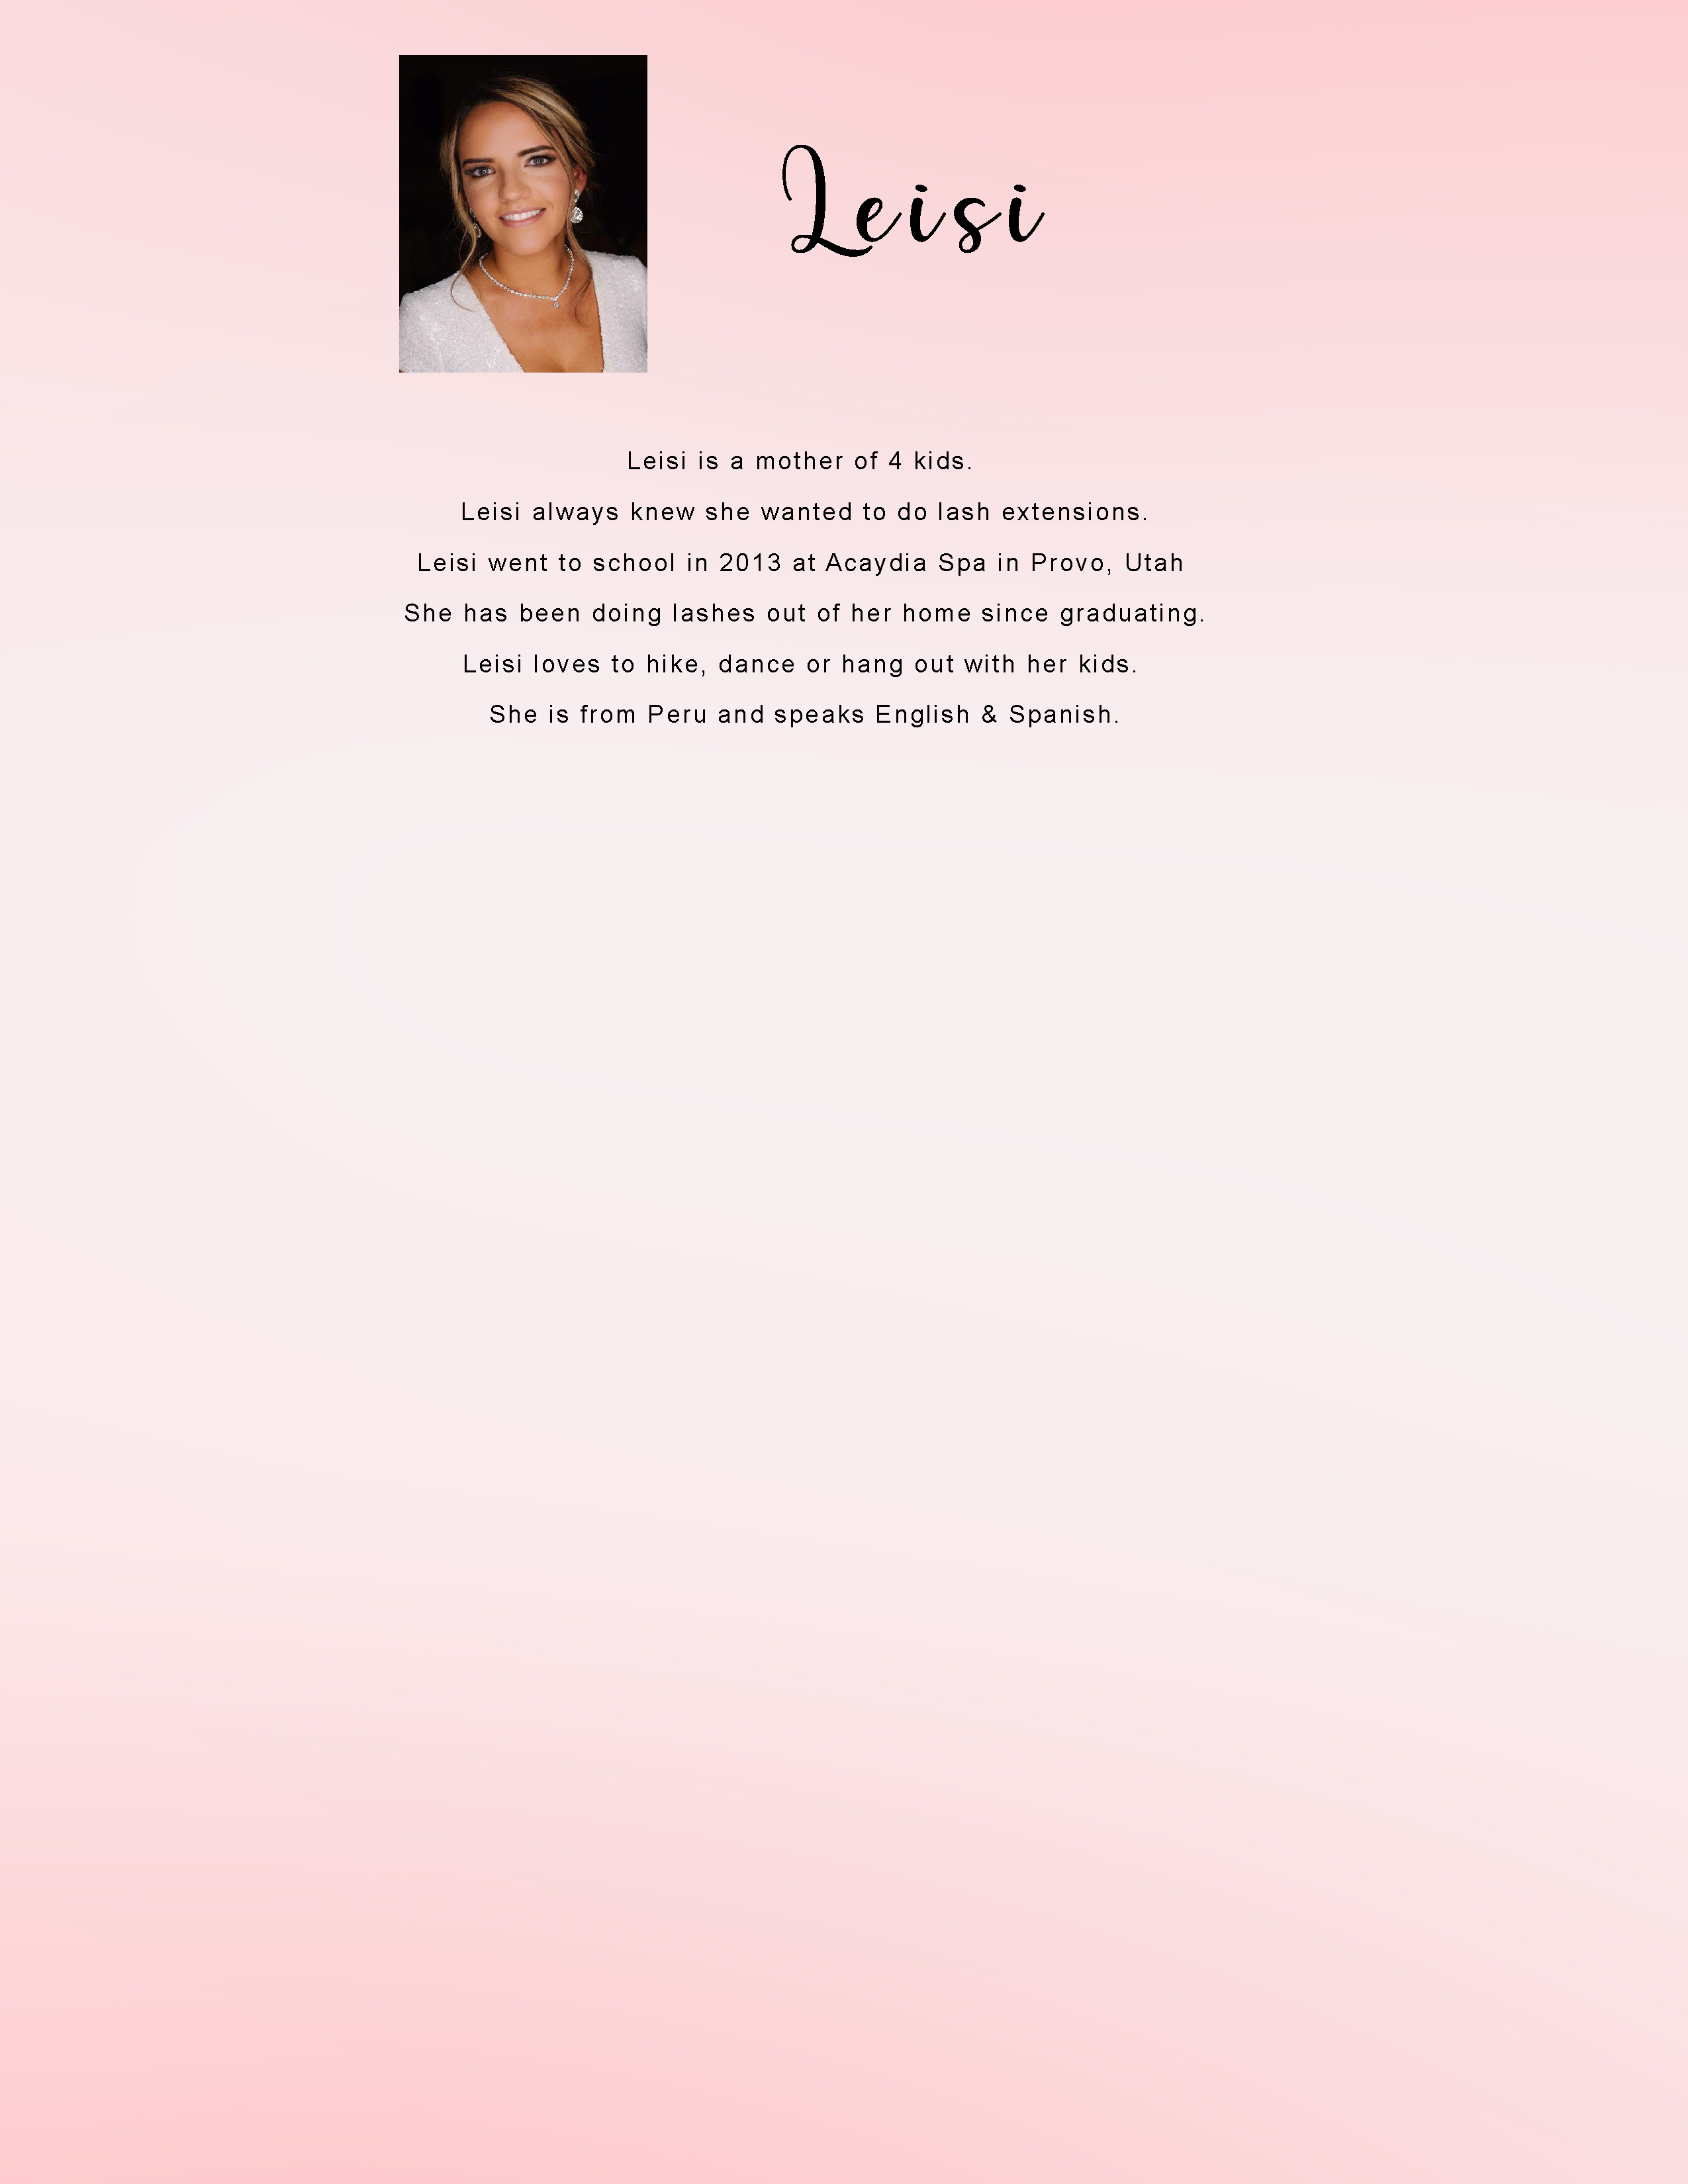 Leisi
Leisi is a mother of 4 kids.
Leisi always knew she wanted to do lash extensions.
Leisi went to school in 2013 at Acaydia Spa in Provo, Utah
She has been doing lashes out of her home since graduating.
Leisi loves to hike, dance or hang out with her kids.
She is from Peru and speaks English & Spanish.